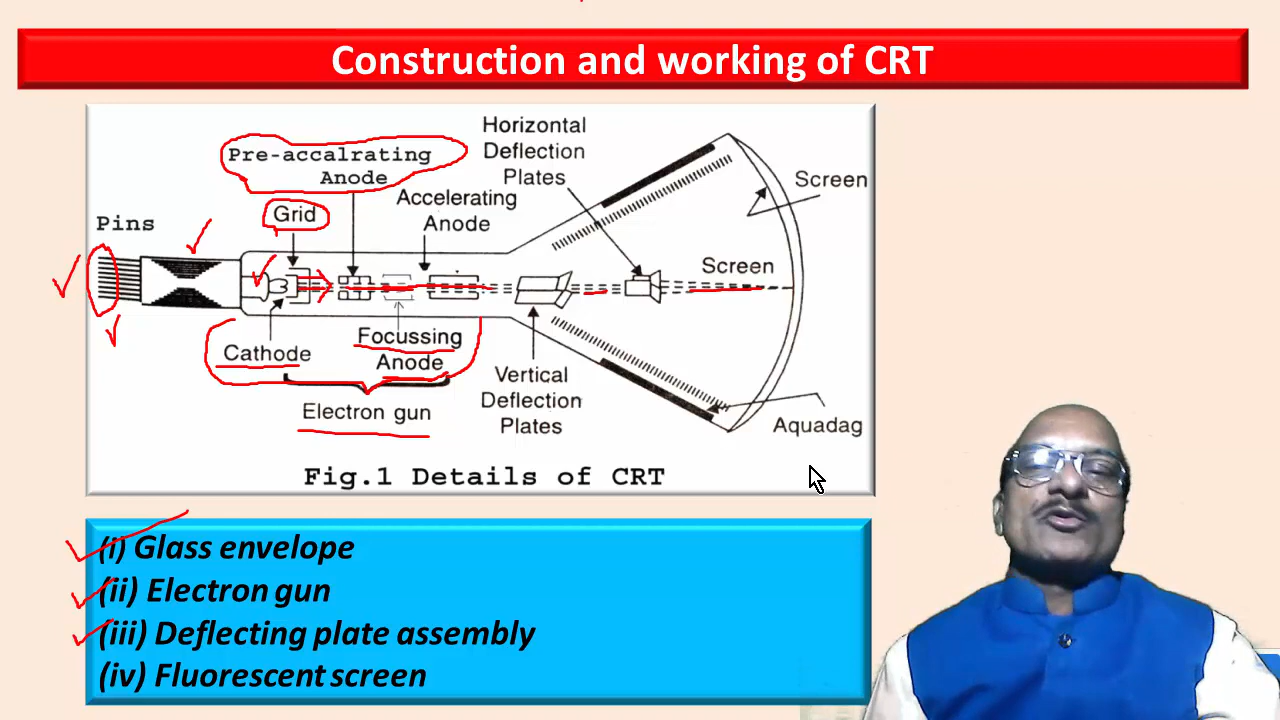 Construction and working of CRT
Horizontal
Deflection
Plates
Pre-accalrating
Anode
Accelerating
Anode
Grid
Pins
Screen
Screen
Cathode
Focussing
Anode
Electron gun
Vertical
Deflection
Plates
Aquadag
Fig.1 Details of CRT
(i) Glass envelope
(ii) Electron gun
(iii) Deflecting plate assembly
(iv) Fluorescent screen